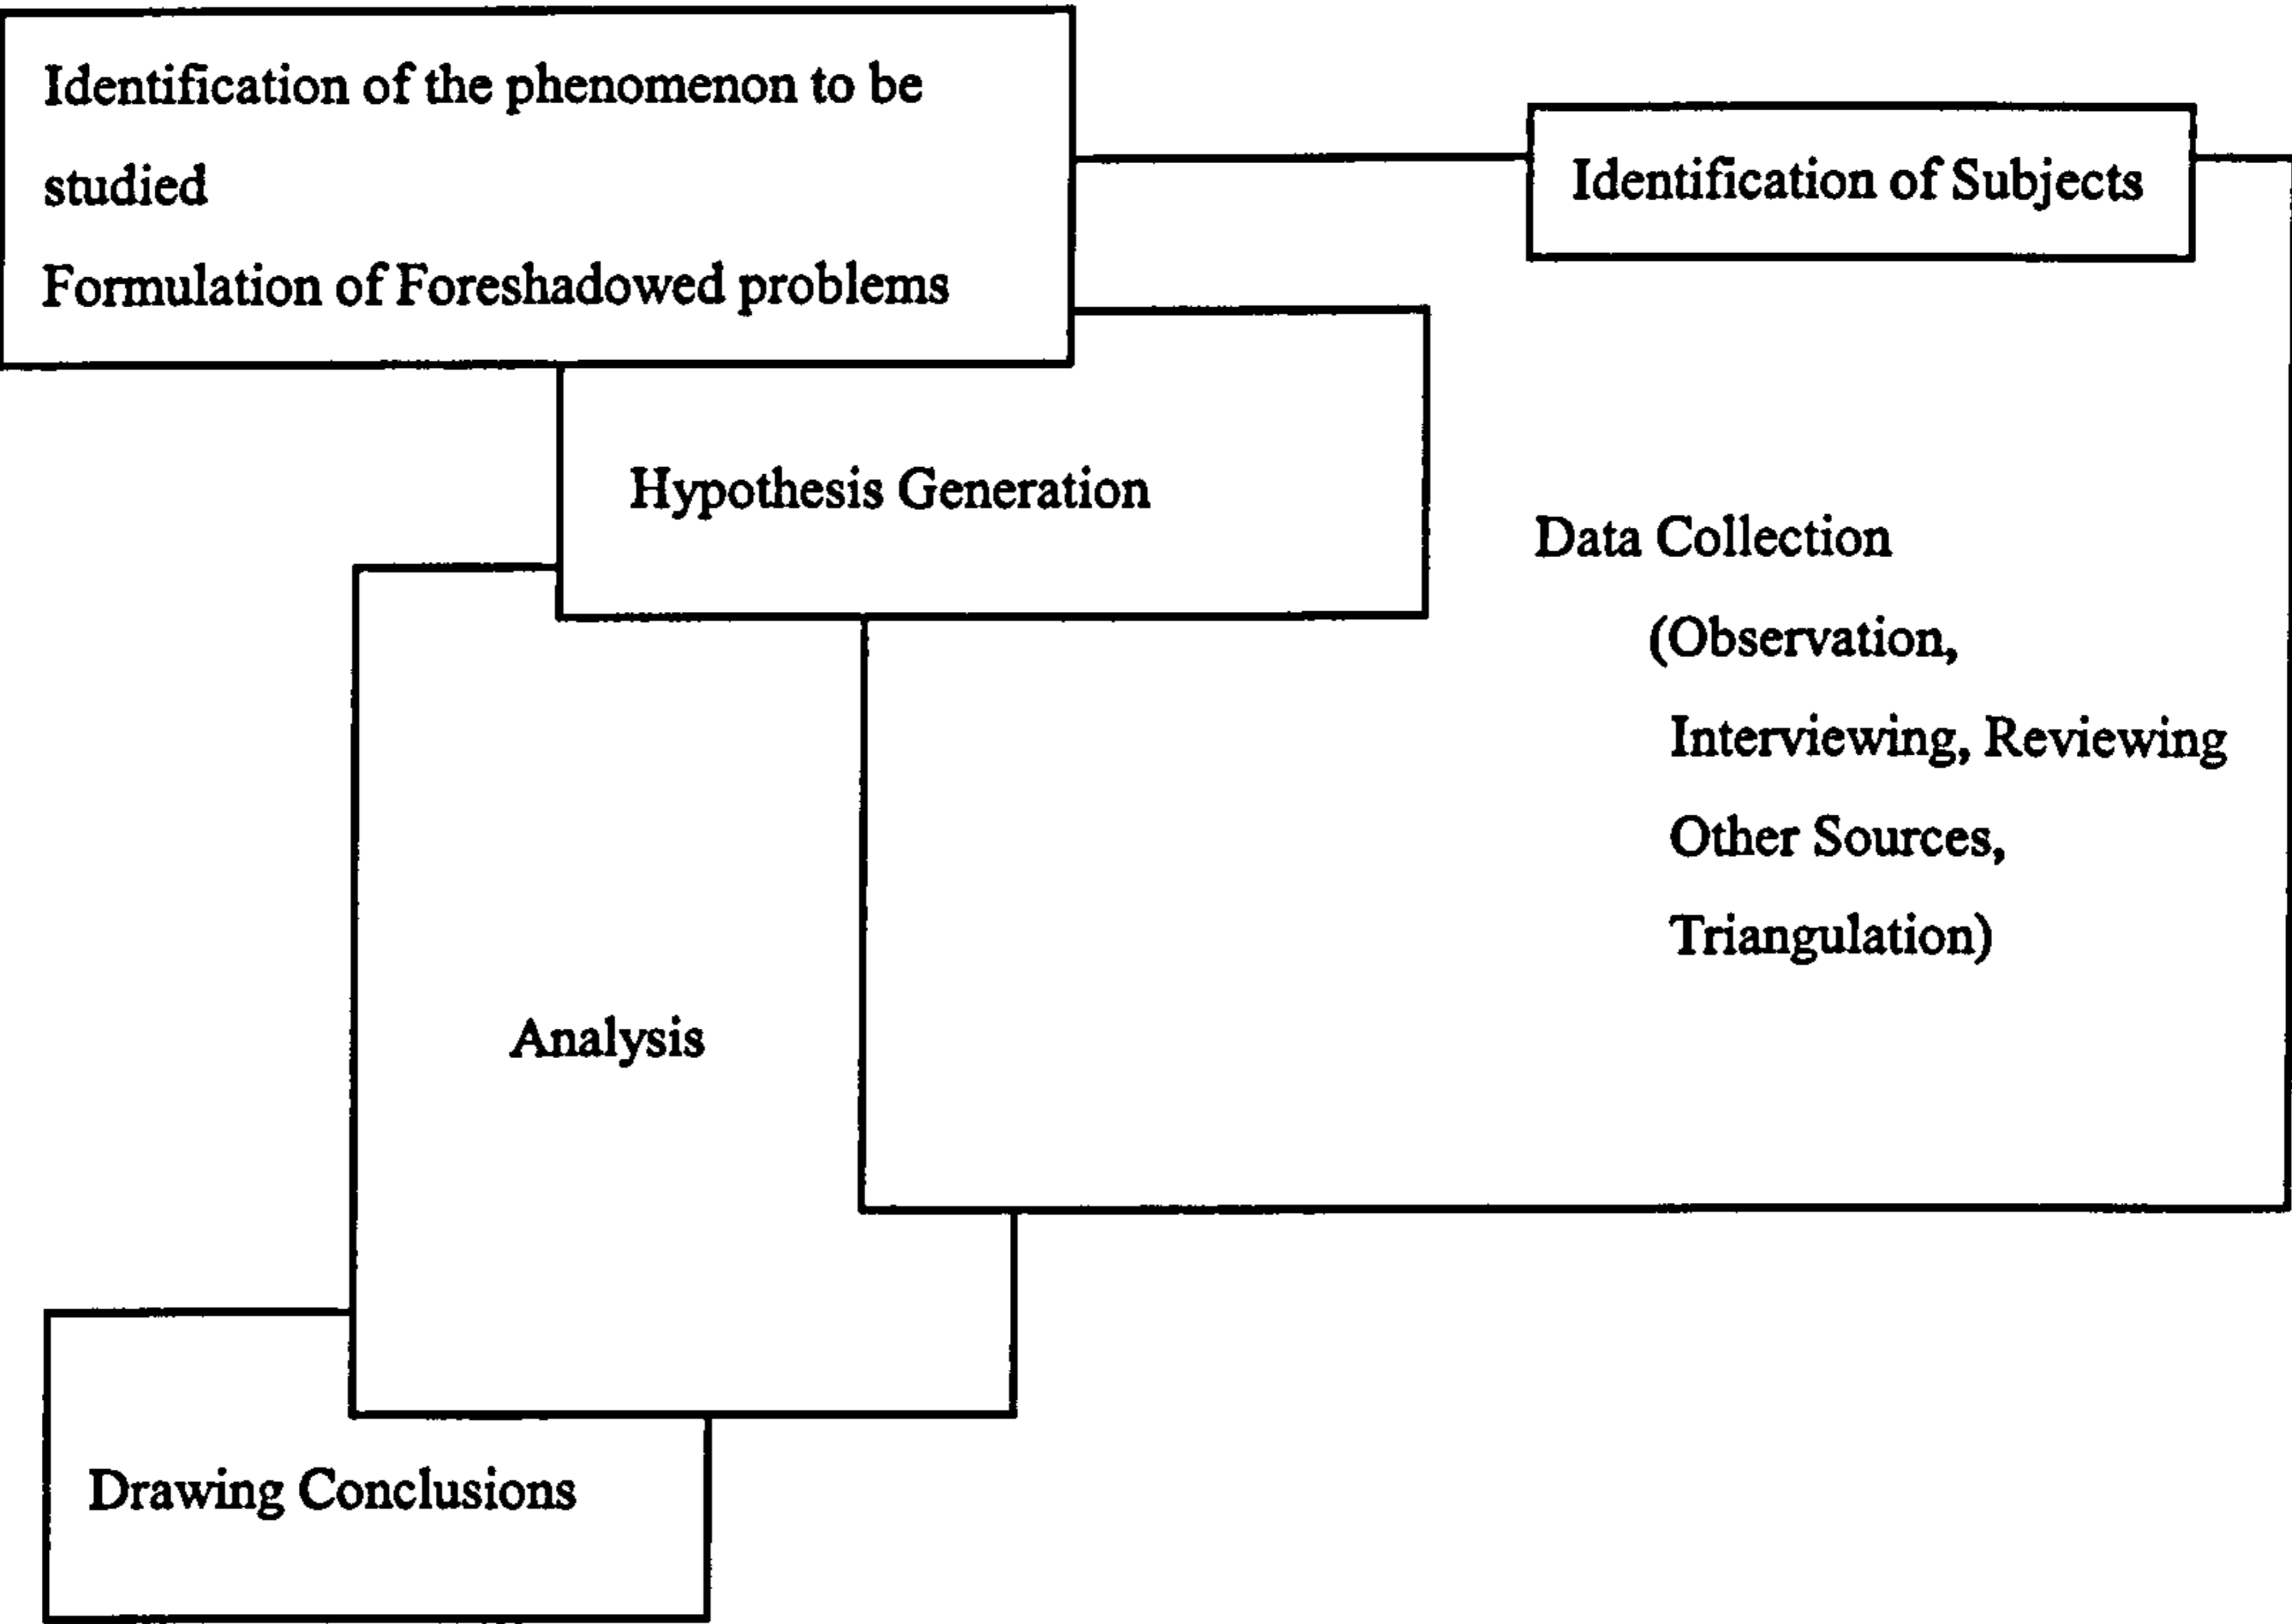 Identification of the phenomenon to be
studied
Formulation of Foreshadowed problems
Identification of Subjects
Hypothesis Generation
Data Collection
(Observation,
Interviewing, Reviewing
Other Sources,
Triangulation)
Analysis
Drawing Conclusions